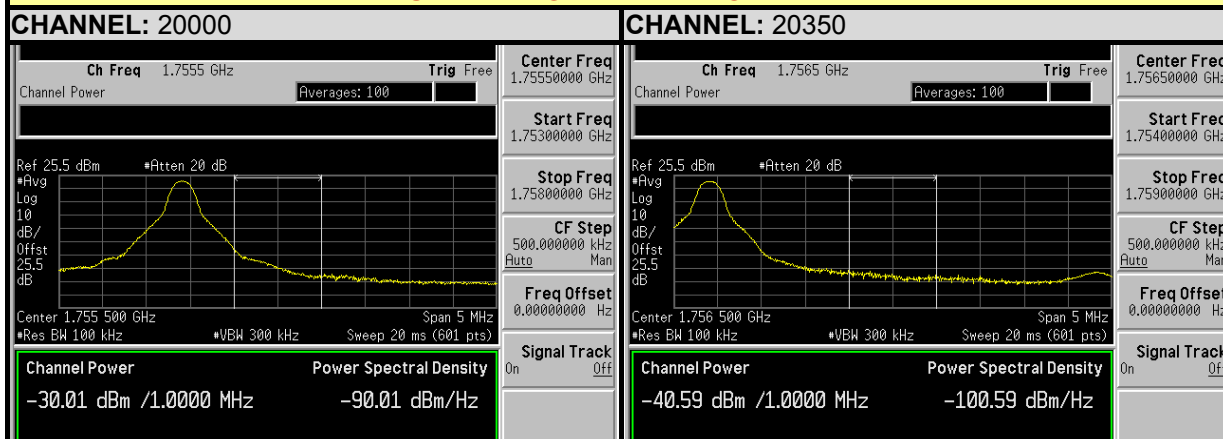 CHANNEL: 20000
Ch Freq 1.7555 GHz Trig Free
Channel Power Averages: 100
Ref 25.5 dBm #Atten 20 dB
#Avg
Log
10
dB/
Offst
25.5
dB
Center 1.755 500 GHz Span 5 MHz
#Res BW 100 kHz #VBW 300 kHz Sweep 20 ms (601 pts)
Channel Power Power Spectral Density
-30.01 dBm /1.0000 MHz -90.01 dBm/Hz
Center Freq
1.75550000 GHz
Start Freq
1.75300000 GHz
Stop Freq
1.75800000 GHz
CF Step
500.000000 kHz
Auto Man
Freq Offset
0.00000000 Hz
Signal Track
On Off
CHANNEL: 20350
Ch Freq 1.7565 GHz Trig Free
Channel Power Averages: 100
Ref 25.5 dBm #Atten 20 dB
#Avg
Log
10
dB/
Offst
25.5
dB
Center 1.756 500 GHz Span 5 MHz
#Res BW 100 kHz #VBW 300 kHz Sweep 20 ms (601 pts)
Channel Power Power Spectral Density
-40.59 dBm /1.0000 MHz -100.59 dBm/Hz
Center Freq
1.75650000 GHz
Start Freq
1.75400000 GHz
Stop Freq
1.75900000 GHz
CF Step
500.000000 kHz
Auto Man
Freq Offset
0.00000000 Hz
Signal Track
On Off